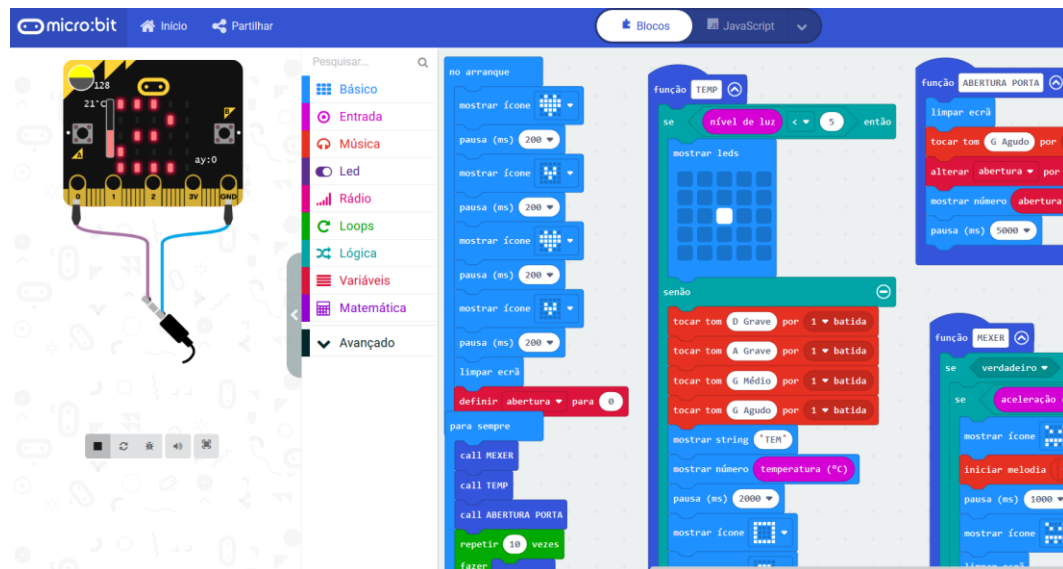 micro:bit
Início
Partilhar
Blocos
JavaScript
128
21°C
B
A
ay:0
0
1
2
3V
GND
Pesquisar...
Básico
Entrada
Música
Led
Rádio
Loops
Lógica
Variáveis
Matemática
Avançado
no arranque
mostrar ícone
pausa (ms) 200
mostrar ícone
pausa (ms) 200
mostrar ícone
pausa (ms) 200
mostrar ícone
pausa (ms) 200
limpar ecrã
definir abertura para 0
para sempre
call MEXER
call TEMP
call ABERTURA PORTA
repetir 10 vezes
fazer
função TEMP
se nível de luz < 5 então
mostrar leds
senão
tocar tom D Grave por 1 batida
tocar tom A Grave por 1 batida
tocar tom G Médio por 1 batida
tocar tom G Agudo por 1 batida
mostrar string "TEM"
mostrar número temperatura (°C)
pausa (ms) 2000
mostrar ícone
função ABERTURA PORTA
limpar ecrã
tocar tom G Agudo por
alterar abertura por
mostrar número abertura
pausa (ms) 5000
função MEXER
se verdadeiro
se aceleração
mostrar ícone
iniciar melodia
pausa (ms) 1000
mostrar ícone
limpar ecrã